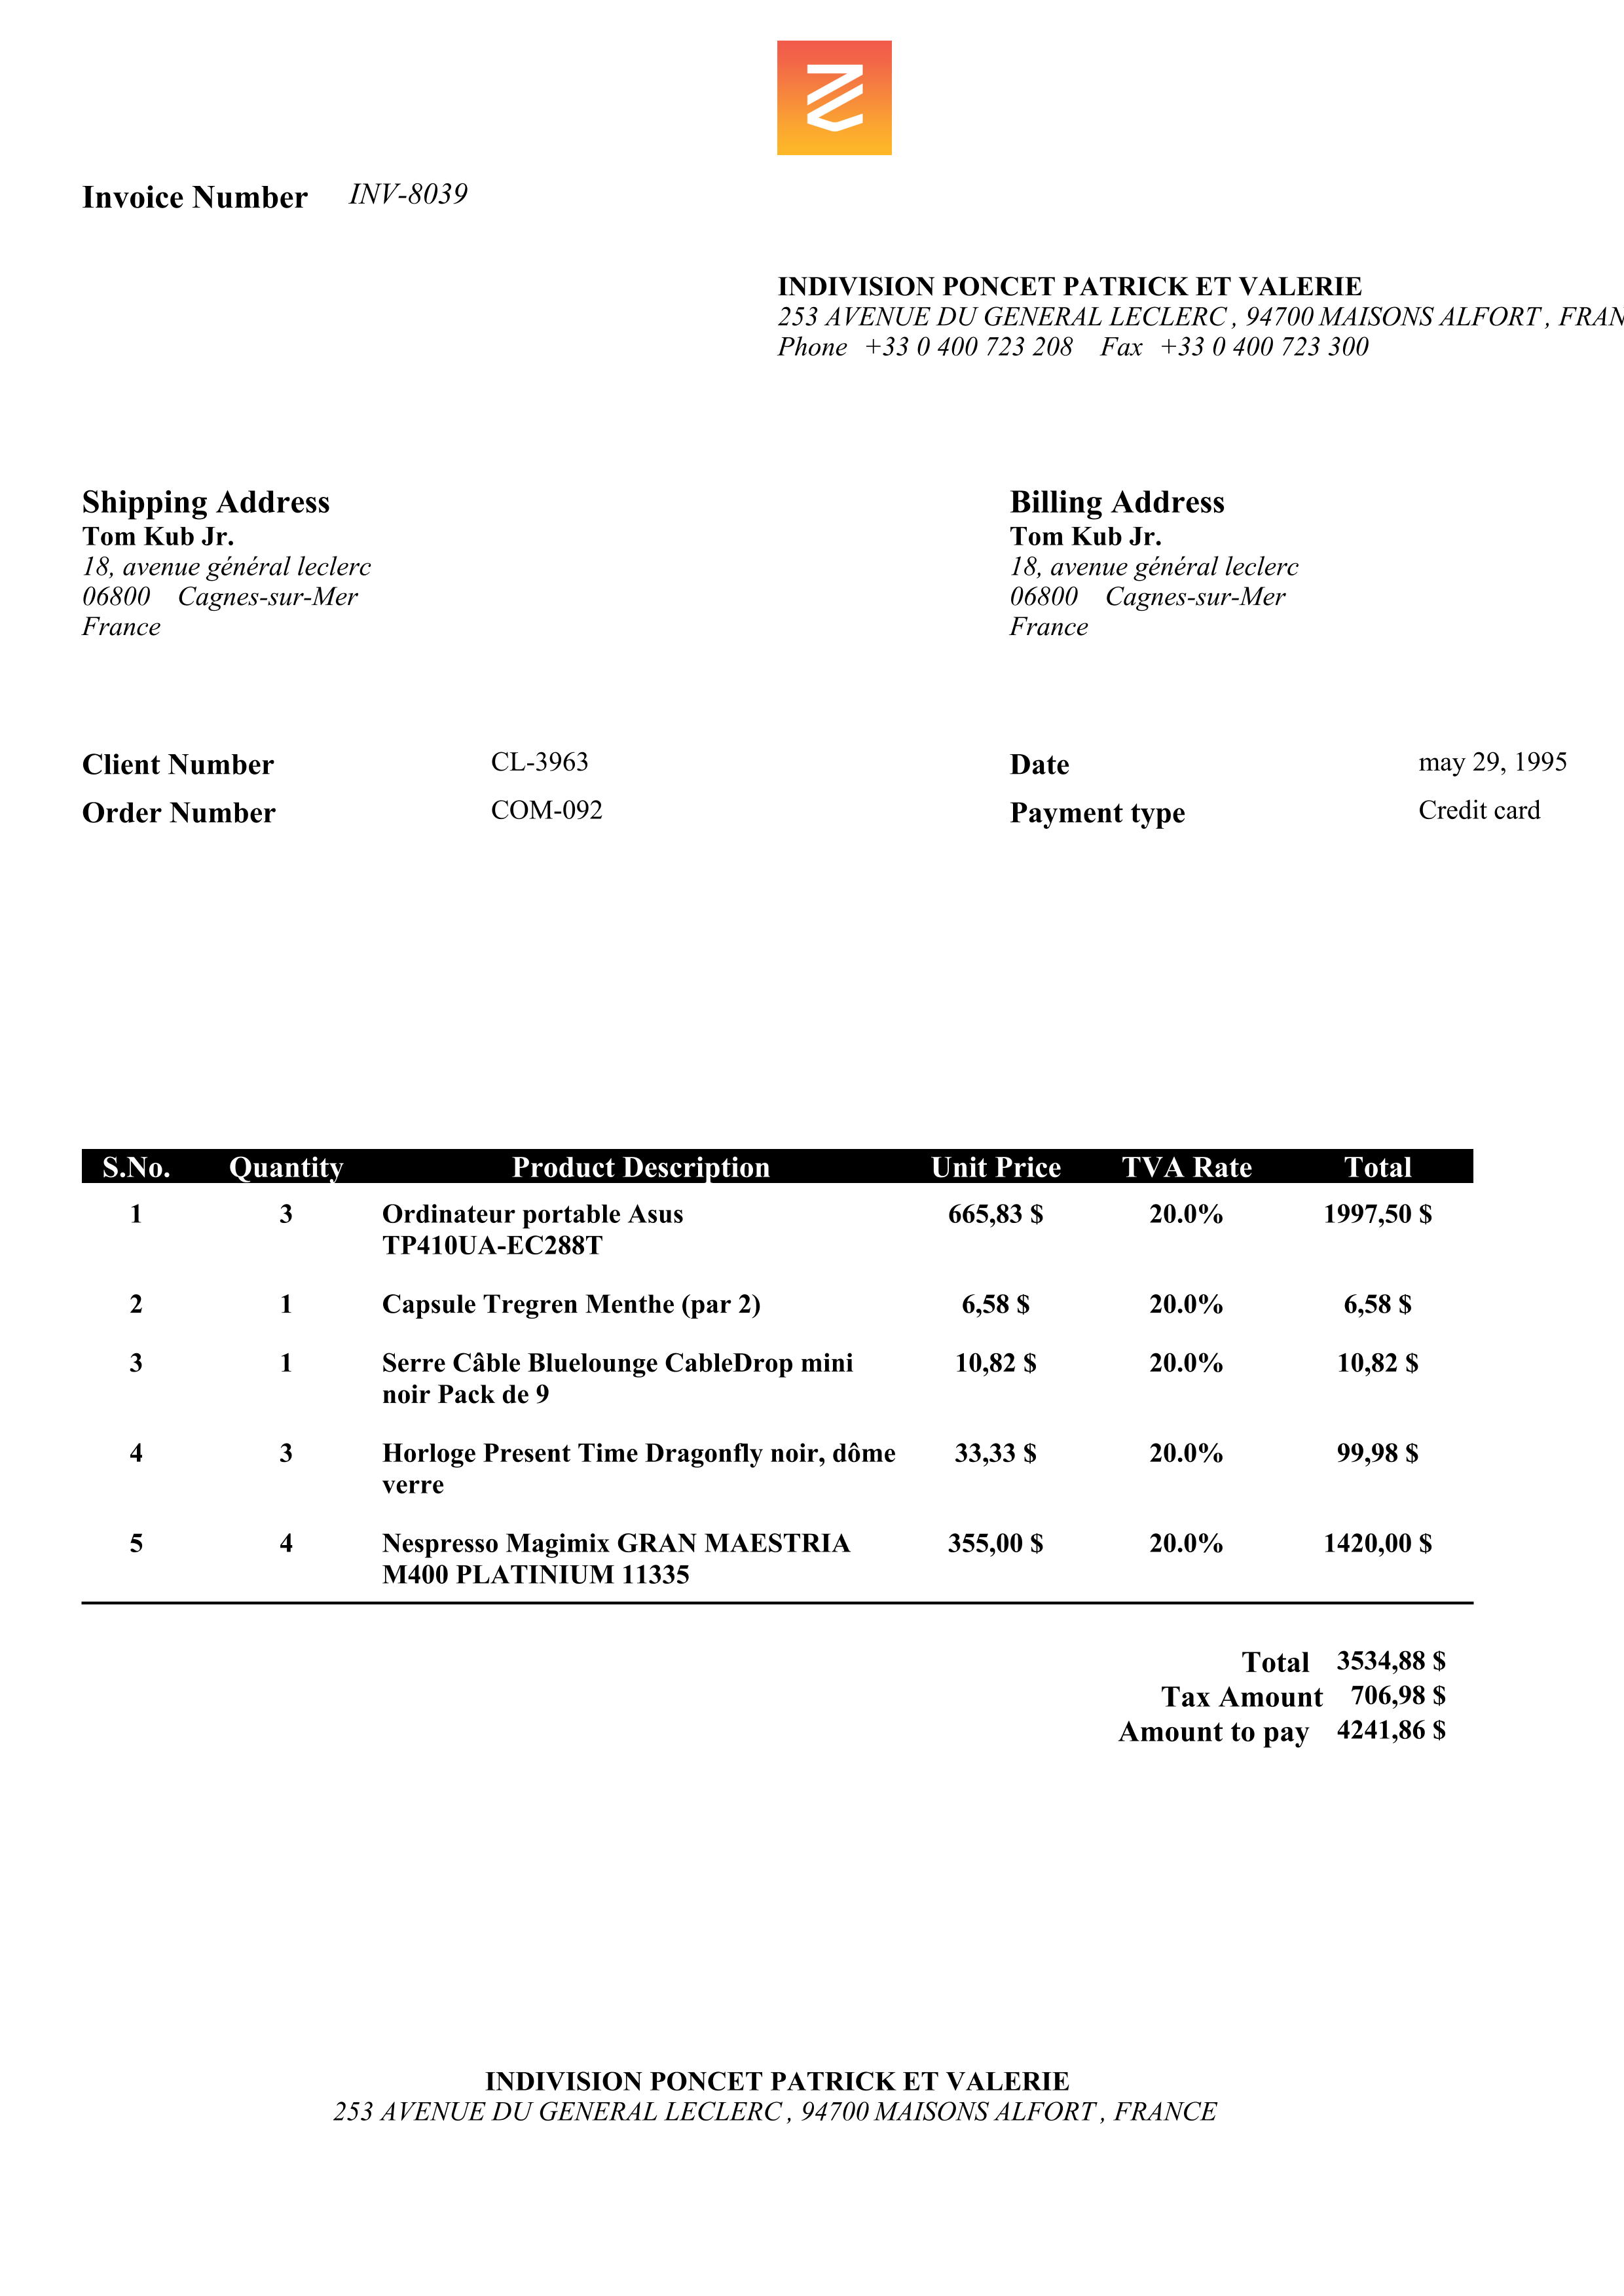 Invoice Number INV-8039
INDIVISION PONCET PATRICK ET VALERIE
253 AVENUE DU GENERAL LECLERC , 94700 MAISONS ALFORT , FRAN
Phone +33 0 400 723 208 Fax +33 0 400 723 300
Shipping Address
Tom Kub Jr.
18, avenue général leclerc
06800 Cagnes-sur-Mer
France
Billing Address
Tom Kub Jr.
18, avenue général leclerc
06800 Cagnes-sur-Mer
France
Client Number CL-3963
Order Number COM-092
Date may 29, 1995
Payment type Credit card
S.No. Quantity Product Description Unit Price TVA Rate Total
1 3 Ordinateur portable Asus 665,83 $ 20.0% 1997,50 $
TP410UA-EC288T
2 1 Capsule Tregren Menthe (par 2) 6,58 $ 20.0% 6,58 $
3 1 Serre Câble Bluelounge CableDrop mini 10,82 $ 20.0% 10,82 $
noir Pack de 9
4 3 Horloge Present Time Dragonfly noir, dôme 33,33 $ 20.0% 99,98 $
verre
5 4 Nespresso Magimix GRAN MAESTRIA 355,00 $ 20.0% 1420,00 $
M400 PLATINIUM 11335
Total 3534,88 $
Tax Amount 706,98 $
Amount to pay 4241,86 $
INDIVISION PONCET PATRICK ET VALERIE
253 AVENUE DU GENERAL LECLERC , 94700 MAISONS ALFORT , FRANCE